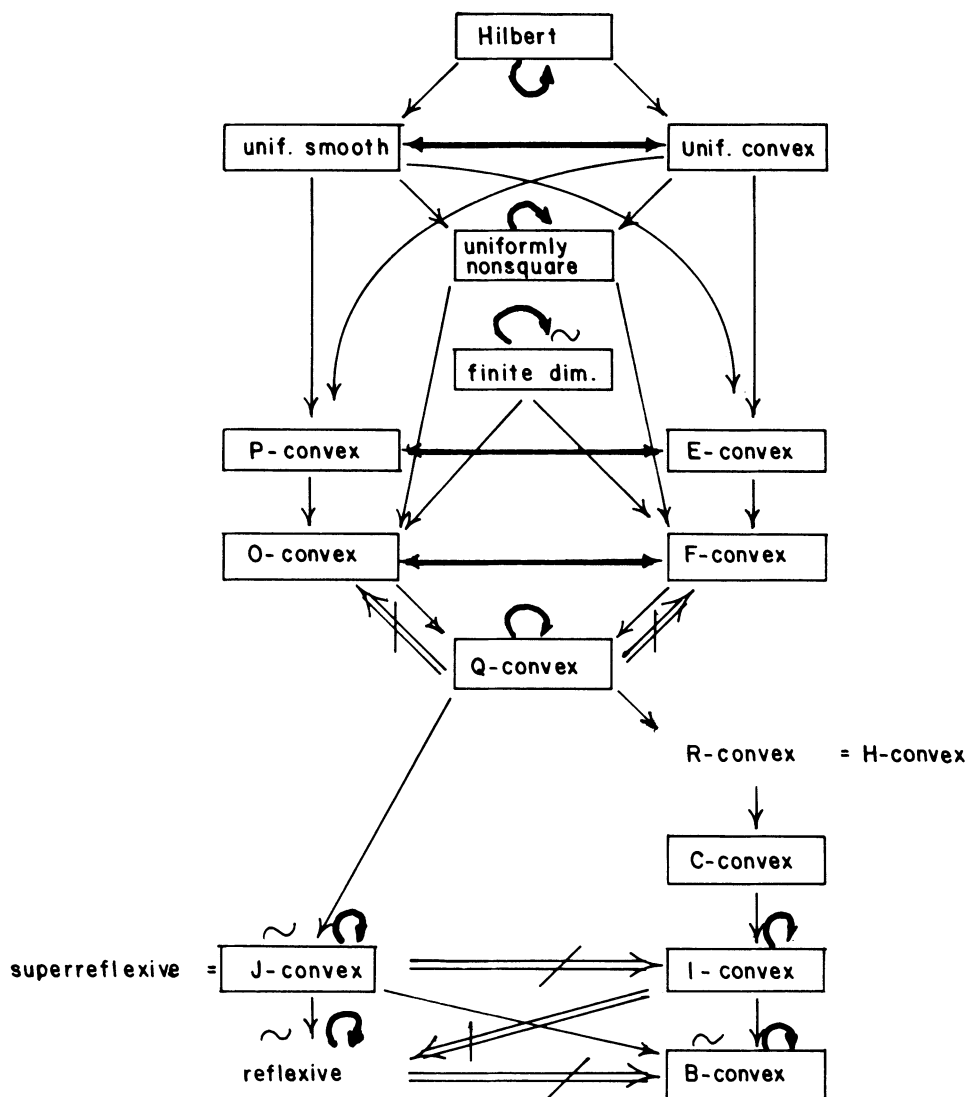 Hilbert
unif. smooth
Unif. convex
uniformly
nonsquare
finite dim.
P-convex
E-convex
O-convex
F-convex
Q-convex
R-convex = H-convex
C-convex
superreflexive = J-convex
I-convex
reflexive
B-convex